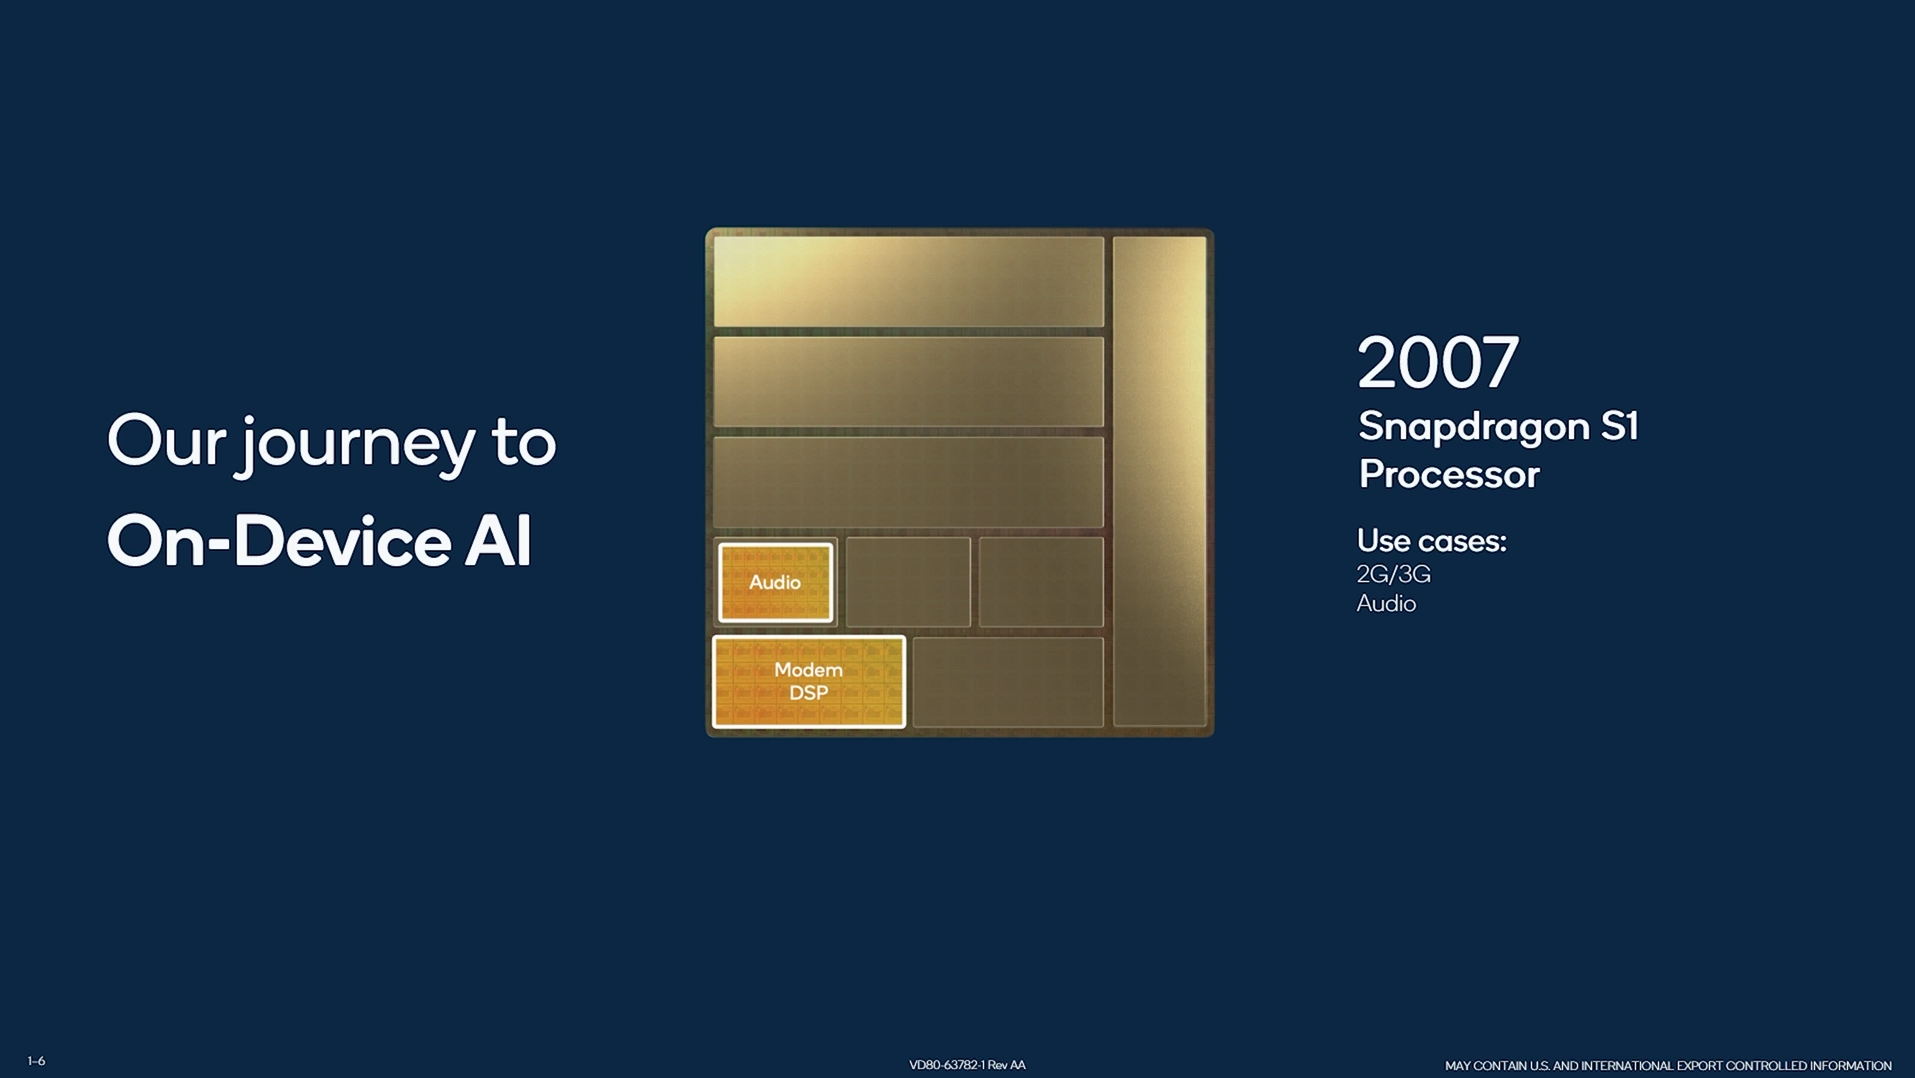 Our journey to
On-Device AI
Audio
Modem
DSP
2007
Snapdragon S1
Processor
Use cases:
2G/3G
Audio
1-6
VD80-63782-1 Rev AA
MAY CONTAIN U.S. AND INTERNATIONAL EXPORT CONTROLLED INFORMATION